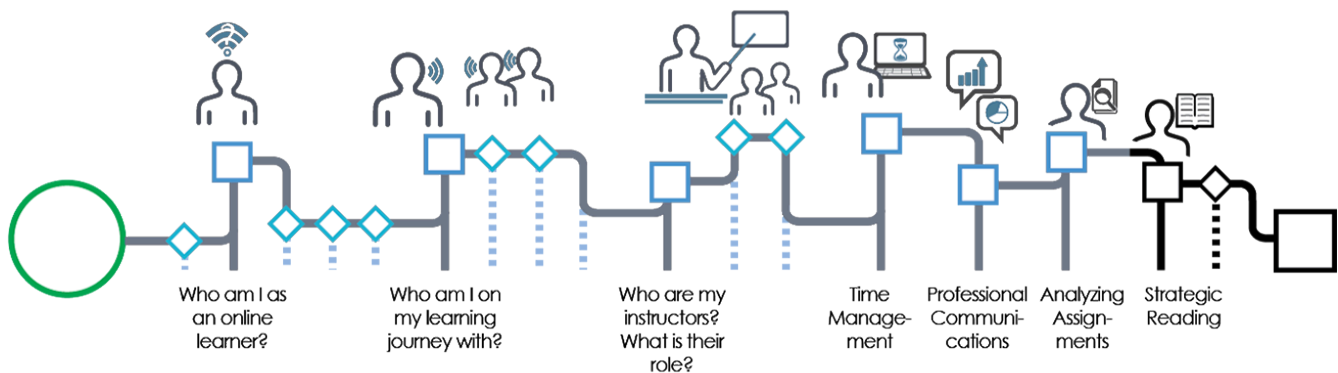 Who am I as
an online
learner?
Who am I on
my learning
journey with?
Who are my
instructors?
What is their
role?
Time
Manage-
ment
Professional
Communi-
cations
Analyzing
Assign-
ments
Strategic
Reading